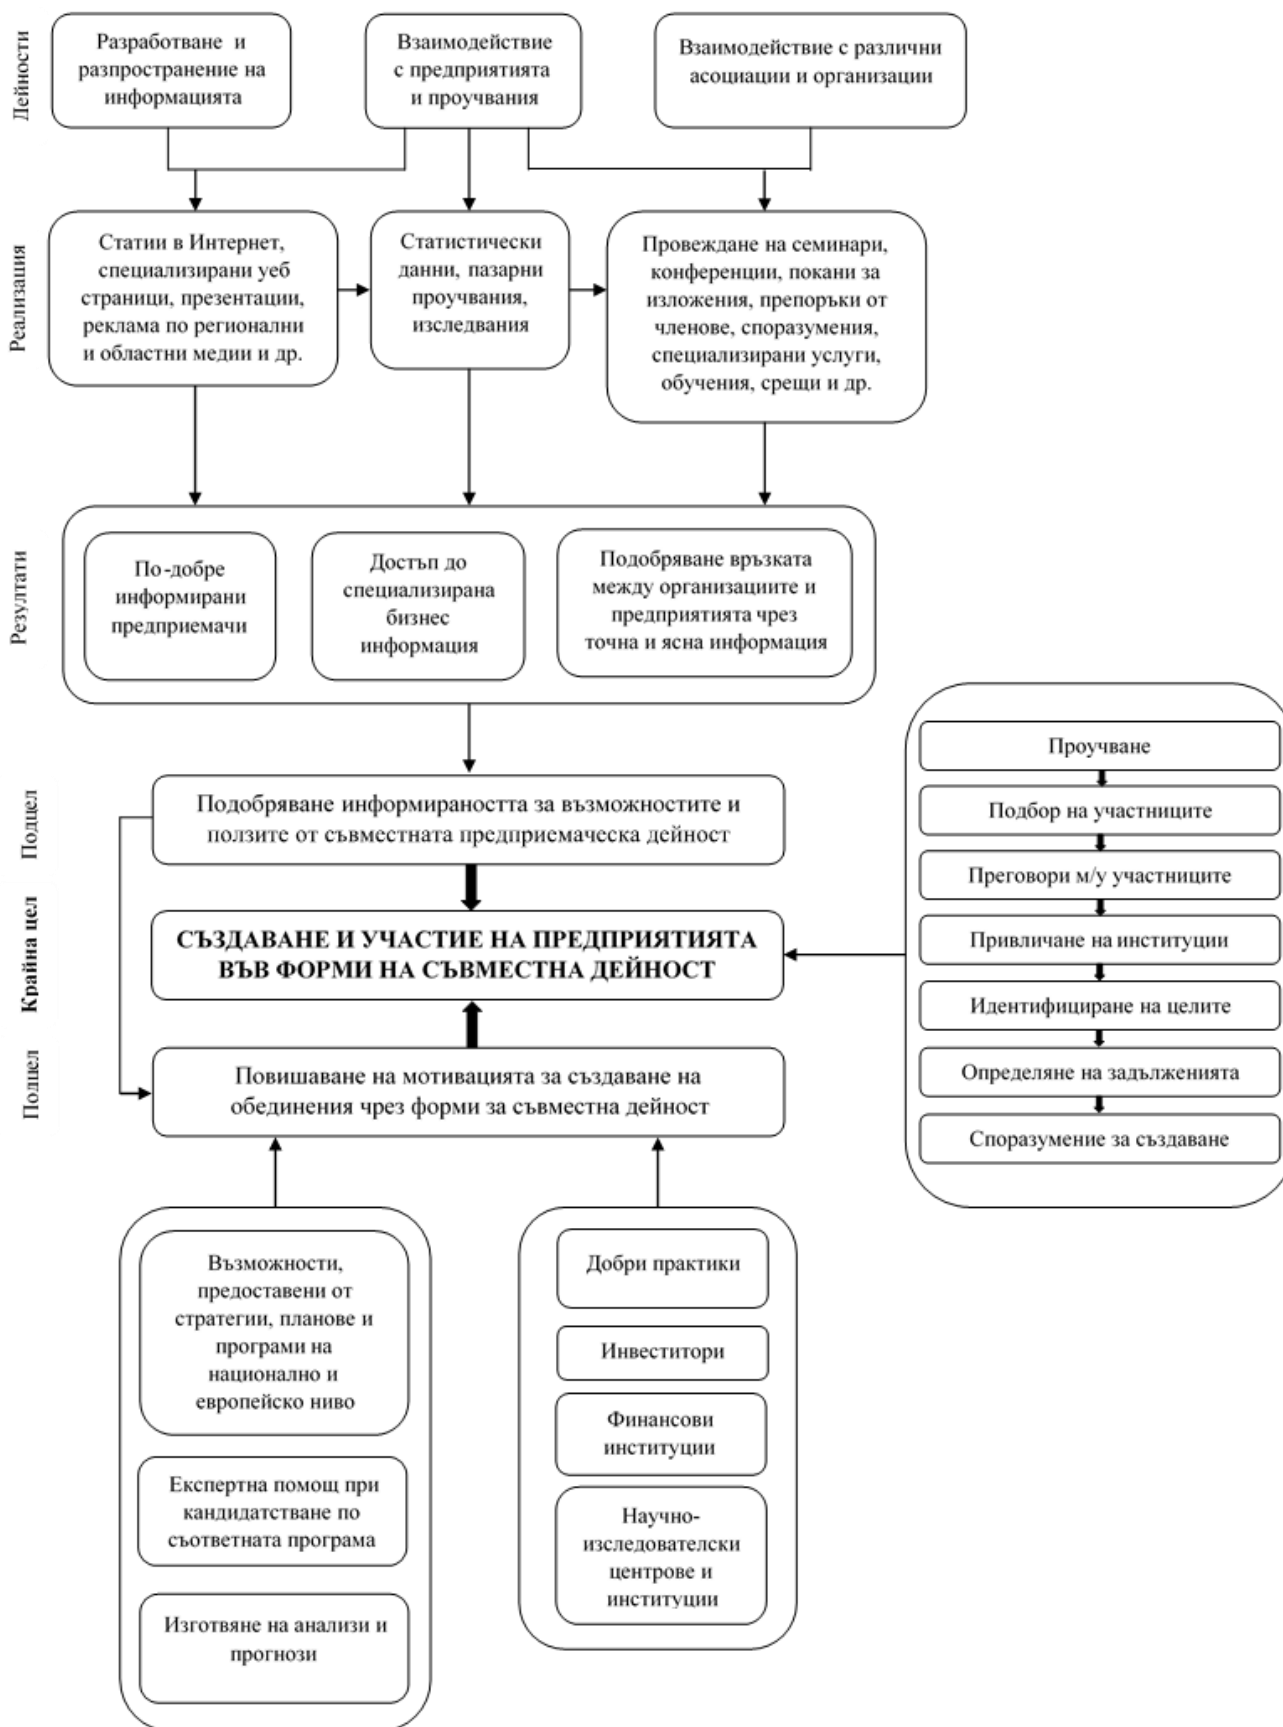 Дейности
Разработване и
разпространение на
информацията
Взаимодействие
с предприятията
и проучвания
Взаимодействие с различни
асоциации и организации
Реализация
Статии в Интернет,
специализирани уеб
страници, презентации,
реклама по регионални
и областни медии и др.
Статистически
данни, пазарни
проучвания,
изследвания
Провеждане на семинари,
конференции, покани за
изложения, препоръки от
членове, споразумения,
специализирани услуги,
обучения, срещи и др.
Резултати
По-добре
информирани
предприемачи
Достъп до
специализирана
бизнес
информация
Подобряване връзката
между организациите и
предприятията чрез
точна и ясна информация
Подцел
Подобряване информираността за възможностите и
ползите от съвместната предприемаческа дейност
Крайна цел
СЪЗДАВАНЕ И УЧАСТИЕ НА ПРЕДПРИЯТИЯТА
ВЪВ ФОРМИ НА СЪВМЕСТНА ДЕЙНОСТ
Подцел
Повишаване на мотивацията за създаване на
обединения чрез форми за съвместна дейност
Проучване
Подбор на участниците
Преговори м/у участниците
Привличане на институции
Идентифициране на целите
Определяне на задълженията
Споразумение за създаване
Възможности,
предоставени от
стратегии, планове и
програми на
национално и
европейско ниво
Експертна помощ при
кандидатстване по
съответната програма
Изготвяне на анализи и
прогнози
Добри практики
Инвеститори
Финансови
институции
Научно-
изследователски
центрове и
институции